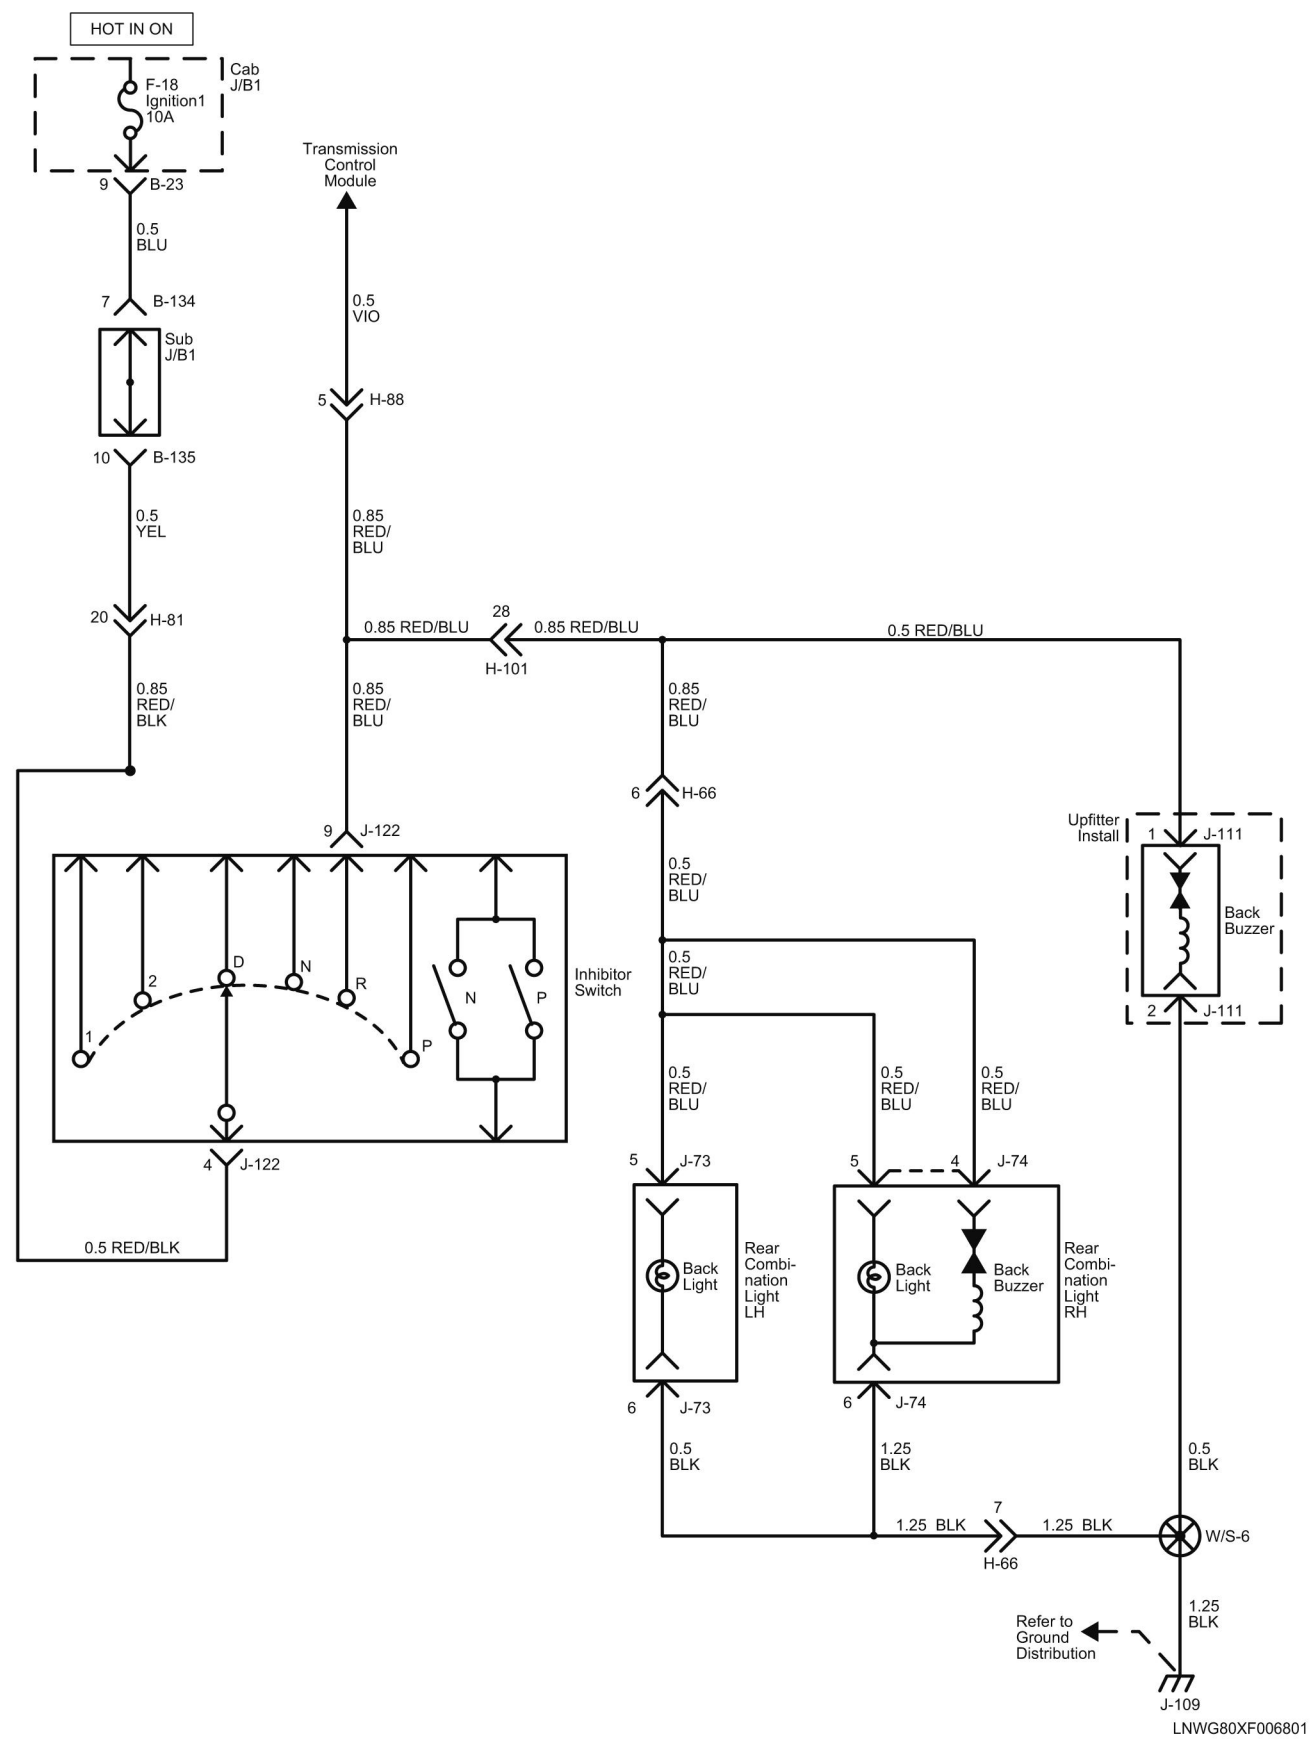 HOT IN ON
Cab
J/B1
F-18
Ignition1
10A
9
B-23
0.5
BLU
7
B-134
Sub
J/B1
10
B-135
0.5
YEL
20
H-81
0.85
RED/
BLK
Transmission
Control
Module
0.5
VIO
5
H-88
0.85
RED/
BLU
0.85 RED/BLU
28
H-101
0.85 RED/BLU
0.5 RED/BLU
0.85
RED/
BLU
0.85
RED/
BLU
6
H-66
9
J-122
1
2
D
N
R
P
N
P
Inhibitor
Switch
4
J-122
0.5 RED/BLK
0.5
RED/
BLU
0.5
RED/
BLU
0.5
RED/
BLU
0.5
RED/
BLU
0.5
RED/
BLU
Upfitter
Install
1
J-111
Back
Buzzer
2
J-111
5
J-73
Back
Light
Rear
Combi-
nation
Light
LH
6
J-73
5
4
J-74
Back
Light
Back
Buzzer
Rear
Combi-
nation
Light
RH
6
J-74
0.5
BLK
1.25
BLK
0.5
BLK
1.25 BLK
7
H-66
1.25 BLK
W/S-6
1.25
BLK
Refer to
Ground
Distribution
J-109
LNWG80XF006801